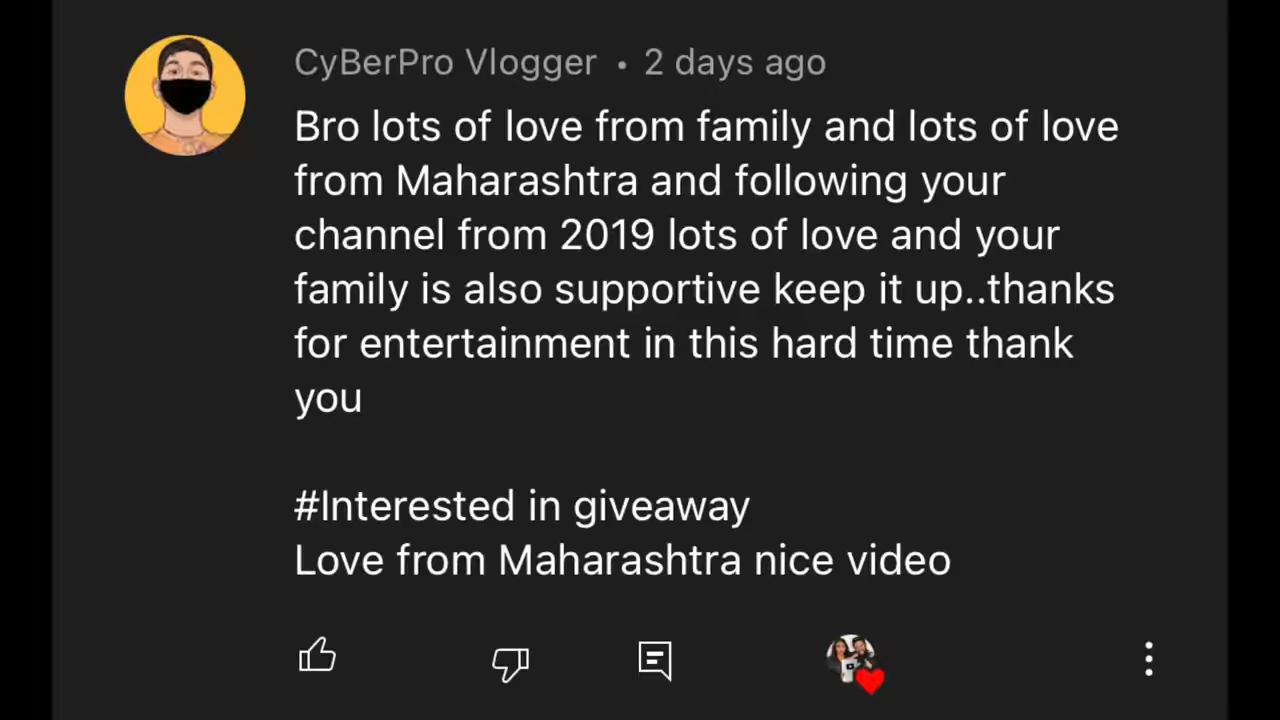 CyBerPro Vlogger • 2 days ago
Bro lots of love from family and lots of love
from Maharashtra and following your
channel from 2019 lots of love and your
family is also supportive keep it up..thanks
for entertainment in this hard time thank
you
#Interested in giveaway
Love from Maharashtra nice video